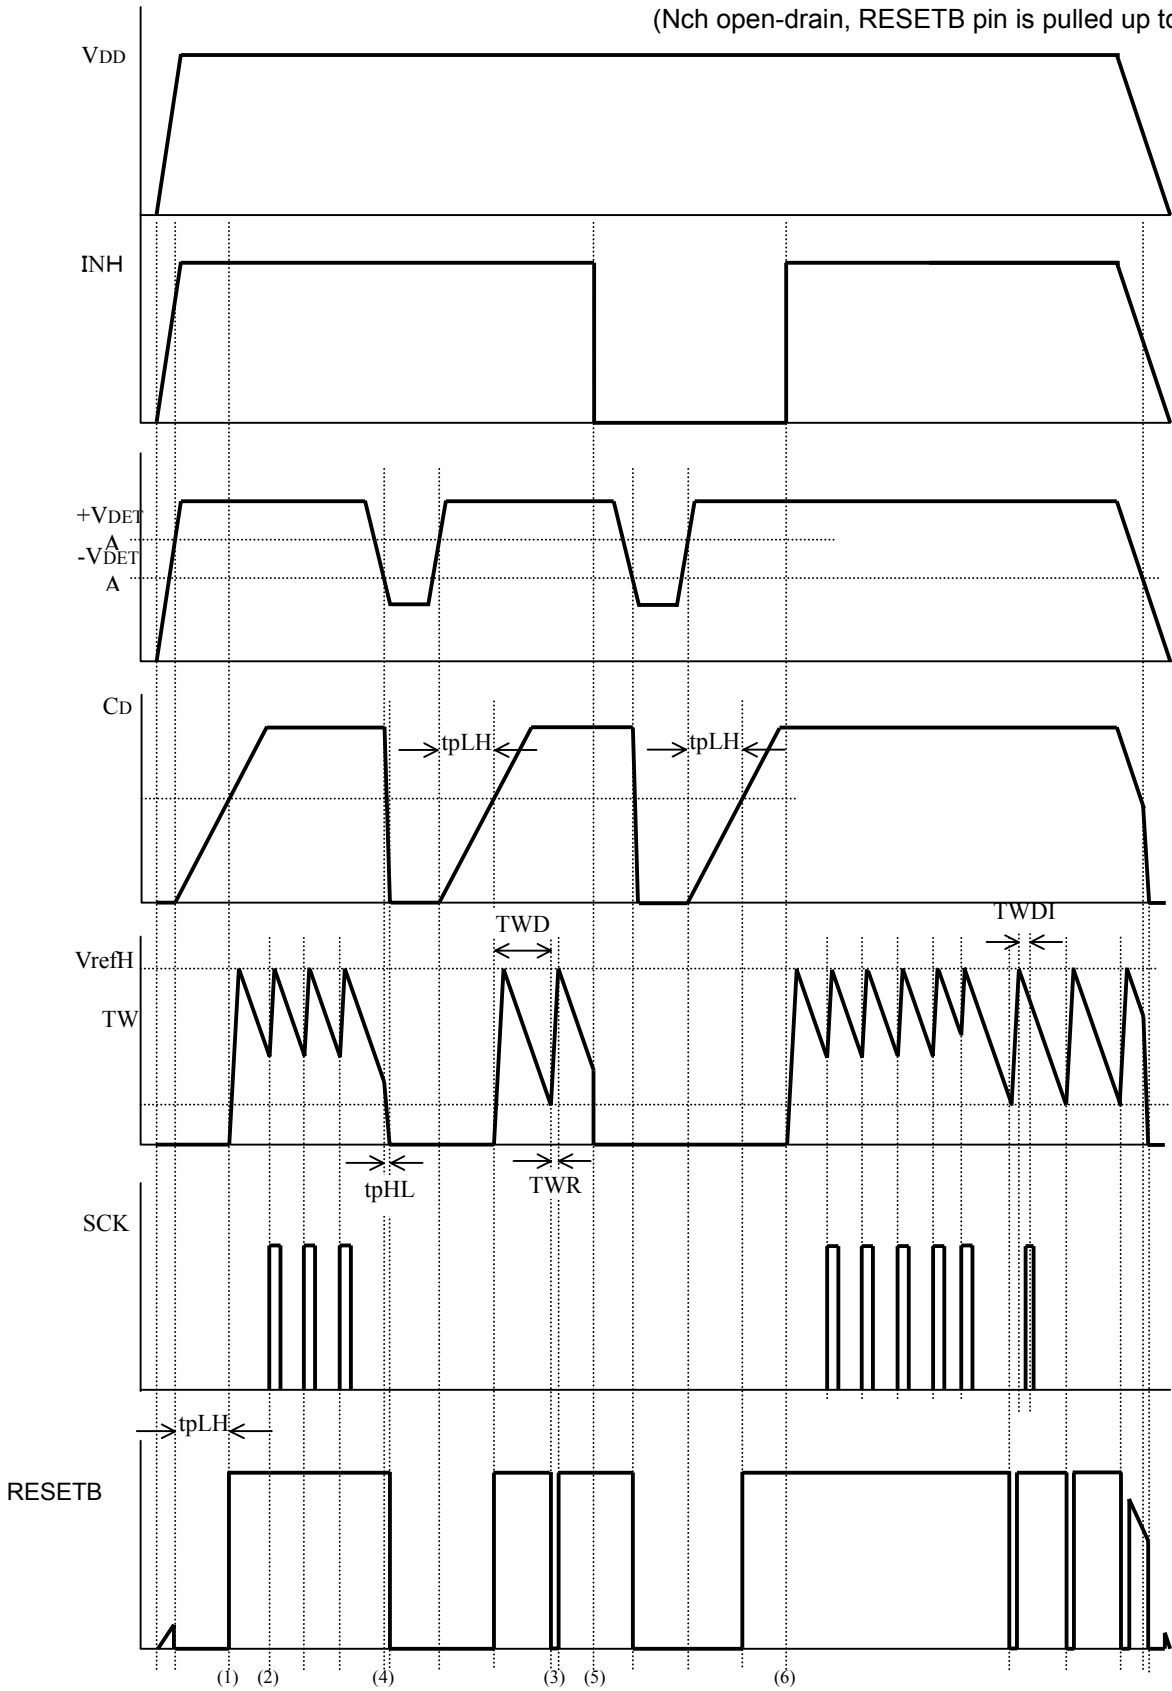 (Nch open-drain, RESETB pin is pulled up to
VDD
INH
+VDET
A
-VDET
A
CD
tpLH
tpLH
TWD
TWDI
VrefH
TW
tpHL
TWR
SCK
tpLH
RESETB
(1) (2) (4) (3) (5) (6)